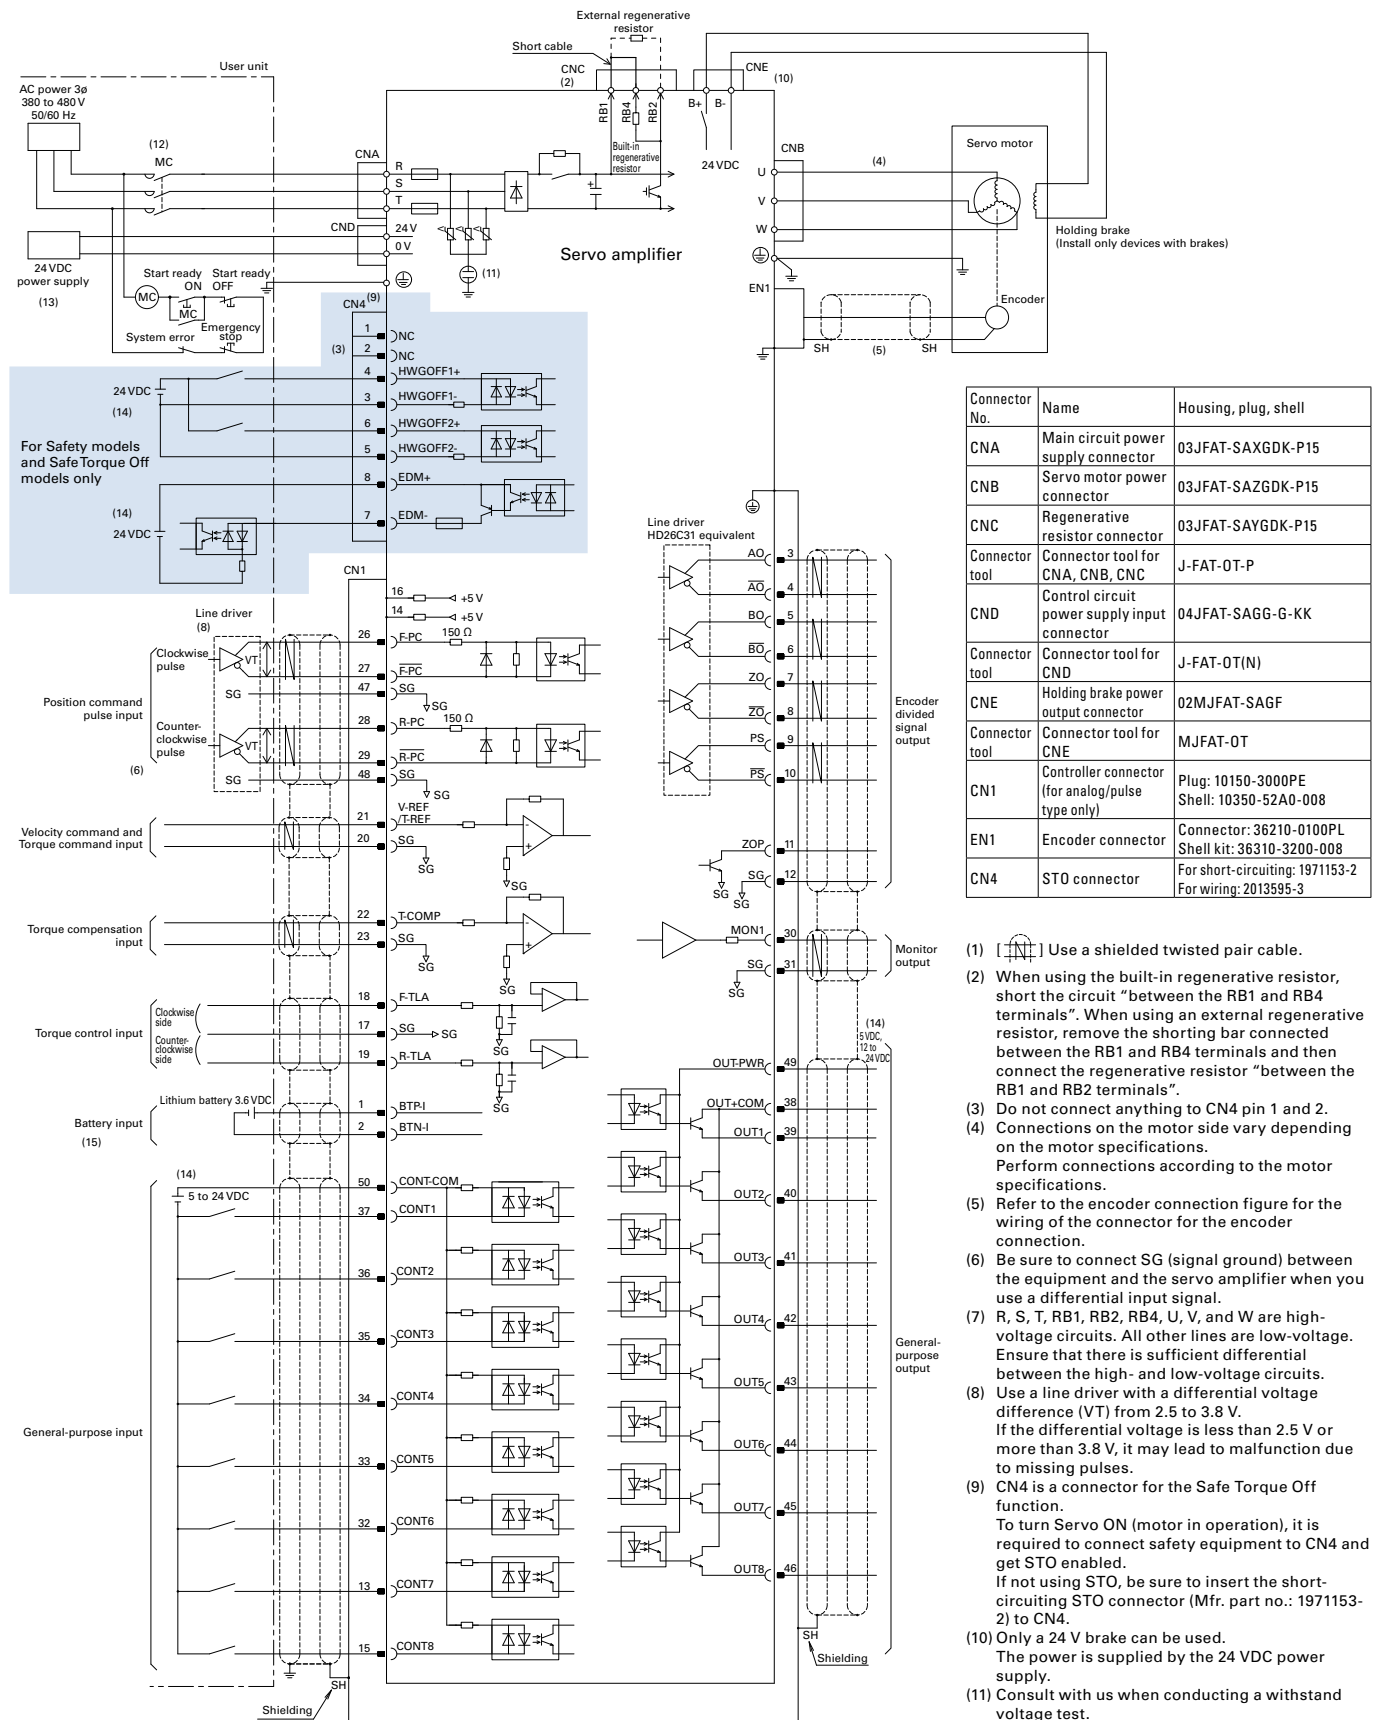 External regenerative
resistor
Short cable
User unit
CNC
(2)
CNE
(10)
AC power 3ø
380 to 480 V
50/60 Hz
RB1
RB4
RB2
B+
B-
(12)
MC
CNA
R
S
T
Built-in
regenerative
resistor
24 VDC
CNB
U
V
W
(4)
Servo motor
Holding brake
(Install only devices with brakes)
CND
24 V
0 V
Servo amplifier
(11)
24 VDC
power supply
(13)
Start ready
ON
Start ready
OFF
MC
MC
System error
Emergency
stop
EN1
Encoder
SH
(5)
SH
CN4
(9)
(3)
1
NC
2
NC
4
HWGOFF1+
3
HWGOFF1-
6
HWGOFF2+
5
HWGOFF2-
8
EDM+
7
EDM-
24 VDC
(14)
For Safety models
and Safe Torque Off
models only
(14)
24 VDC
CN1
16
+5 V
14
+5 V
Line driver
(8)
Position command
pulse input
(6)
Clockwise
pulse
VT
26
F-PC
150 Ω
27
F-PC
SG
47
SG
SG
Counter-
clockwise
pulse
VT
28
R-PC
150 Ω
29
R-PC
SG
48
SG
SG
Velocity command and
Torque command input
21
V-REF
/T-REF
20
SG
SG
-
+
SG
Torque compensation
input
22
T-COMP
23
SG
SG
-
+
SG
Torque control input
Clockwise
side
Counter-
clockwise
side
18
F-TLA
17
SG
SG
SG
19
R-TLA
SG
Battery input
(15)
Lithium battery 3.6 VDC
1
BTP-I
2
BTN-I
General-purpose input
(14)
5 to 24 VDC
50
CONT-COM
37
CONT1
36
CONT2
35
CONT3
34
CONT4
33
CONT5
32
CONT6
13
CONT7
15
CONT8
SH
Shielding
Line driver
HD26C31 equivalent
AO
3
AO
4
BO
5
BO
6
ZO
7
ZO
8
PS
9
PS
10
ZOP
11
SG
SG
12
SG
Encoder
divided
signal
output
MON1
30
SG
31
SG
Monitor
output
(14)
5 VDC,
12 to
24 VDC
OUT-PWR
49
OUT+COM
38
OUT1
39
OUT2
40
OUT3
41
OUT4
42
OUT5
43
OUT6
44
OUT7
45
OUT8
46
General-
purpose
output
SH
Shielding
Connector
No.
Name
Housing, plug, shell
CNA
Main circuit power
supply connector
03JFAT-SAXGDK-P15
CNB
Servo motor power
connector
03JFAT-SAZGDK-P15
CNC
Regenerative
resistor connector
03JFAT-SAYGDK-P15
Connector
tool
Connector tool for
CNA, CNB, CNC
J-FAT-OT-P
CND
Control circuit
power supply input
connector
04JFAT-SAGG-G-KK
Connector
tool
Connector tool for
CND
J-FAT-OT(N)
CNE
Holding brake power
output connector
02MJFAT-SAGF
Connector
tool
Connector tool for
CNE
MJFAT-OT
CN1
Controller connector
(for analog/pulse
type only)
Plug: 10150-3000PE
Shell: 10350-52A0-008
EN1
Encoder connector
Connector: 36210-0100PL
Shell kit: 36310-3200-008
CN4
STO connector
For short-circuiting: 1971153-2
For wiring: 2013595-3
(1) [ ] Use a shielded twisted pair cable.
(2) When using the built-in regenerative resistor,
short the circuit “between the RB1 and RB4
terminals”. When using an external regenerative
resistor, remove the shorting bar connected
between the RB1 and RB4 terminals and then
connect the regenerative resistor “between the
RB1 and RB2 terminals”.
(3) Do not connect anything to CN4 pin 1 and 2.
(4) Connections on the motor side vary depending
on the motor specifications.
Perform connections according to the motor
specifications.
(5) Refer to the encoder connection figure for the
wiring of the connector for the encoder
connection.
(6) Be sure to connect SG (signal ground) between
the equipment and the servo amplifier when you
use a differential input signal.
(7) R, S, T, RB1, RB2, RB4, U, V, and W are high-
voltage circuits. All other lines are low-voltage.
Ensure that there is sufficient differential
between the high- and low-voltage circuits.
(8) Use a line driver with a differential voltage
difference (VT) from 2.5 to 3.8 V.
If the differential voltage is less than 2.5 V or
more than 3.8 V, it may lead to malfunction due
to missing pulses.
(9) CN4 is a connector for the Safe Torque Off
function.
To turn Servo ON (motor in operation), it is
required to connect safety equipment to CN4 and
get STO enabled.
If not using STO, be sure to insert the short-
circuiting STO connector (Mfr. part no.: 1971153-
2) to CN4.
(10) Only a 24 V brake can be used.
The power is supplied by the 24 VDC power
supply.
(11) Consult with us when conducting a withstand
voltage test.